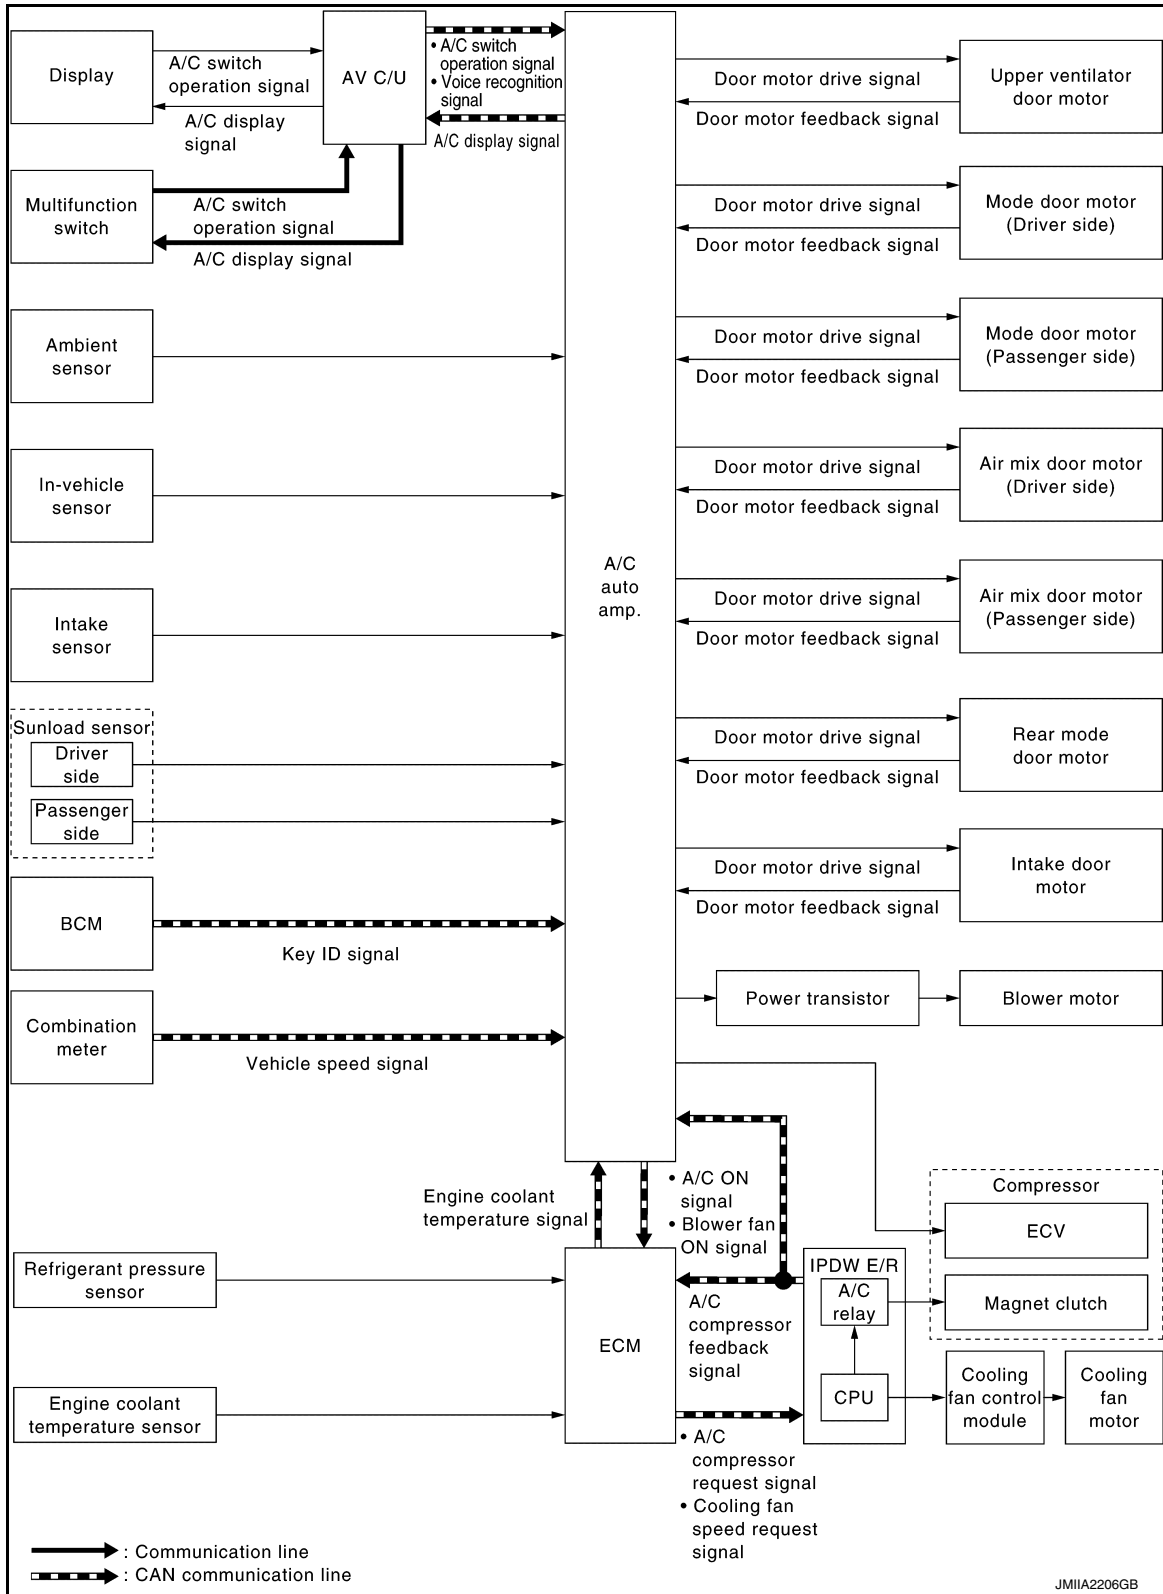 Display
A/C switch
operation signal
A/C display
signal
AV C/U
• A/C switch
operation signal
• Voice recognition
signal
A/C display signal
Multifunction
switch
A/C switch
operation signal
A/C display signal
Ambient
sensor
In-vehicle
sensor
Intake
sensor
Sunload sensor
Driver
side
Passenger
side
BCM
Key ID signal
Combination
meter
Vehicle speed signal
A/C
auto
amp.
Door motor drive signal
Door motor feedback signal
Upper ventilator
door motor
Door motor drive signal
Door motor feedback signal
Mode door motor
(Driver side)
Door motor drive signal
Door motor feedback signal
Mode door motor
(Passenger side)
Door motor drive signal
Door motor feedback signal
Air mix door motor
(Driver side)
Door motor drive signal
Door motor feedback signal
Air mix door motor
(Passenger side)
Door motor drive signal
Door motor feedback signal
Rear mode
door motor
Door motor drive signal
Door motor feedback signal
Intake door
motor
Power transistor
Blower motor
Engine coolant
temperature signal
• A/C ON
signal
• Blower fan
ON signal
Compressor
ECV
Magnet clutch
Refrigerant pressure
sensor
Engine coolant
temperature sensor
ECM
A/C
compressor
feedback
signal
IPDW E/R
A/C
relay
CPU
Cooling
fan control
module
Cooling
fan
motor
• A/C
compressor
request signal
• Cooling fan
speed request
signal
: Communication line
: CAN communication line
JMIIA2206GB